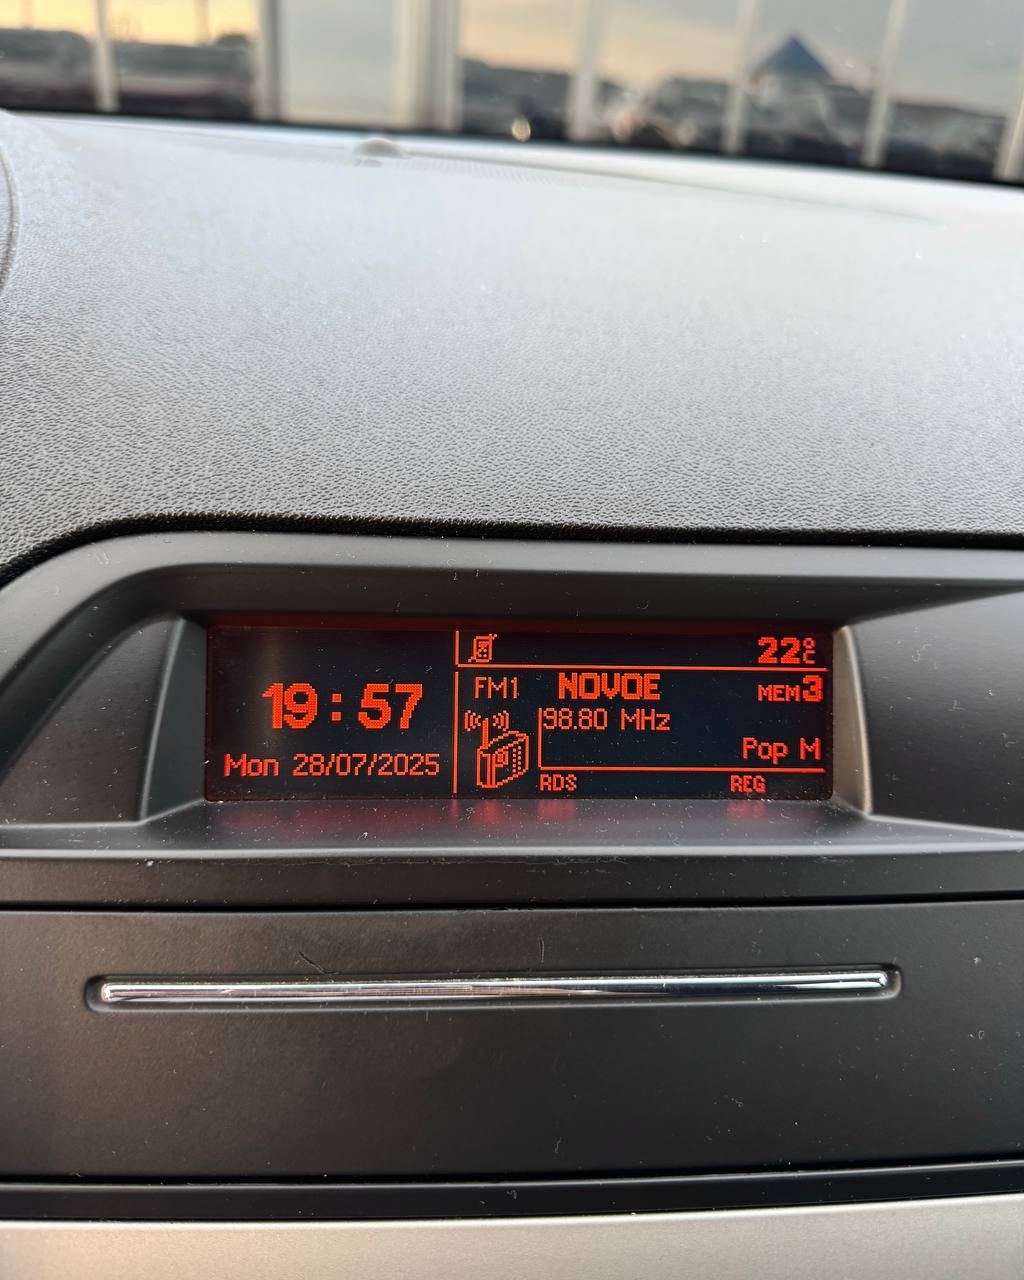 19:57
Mon 28/07/2025
22°C
FM1 NOVOE MEM3
98.80 MHz
Pop M
RDS REG